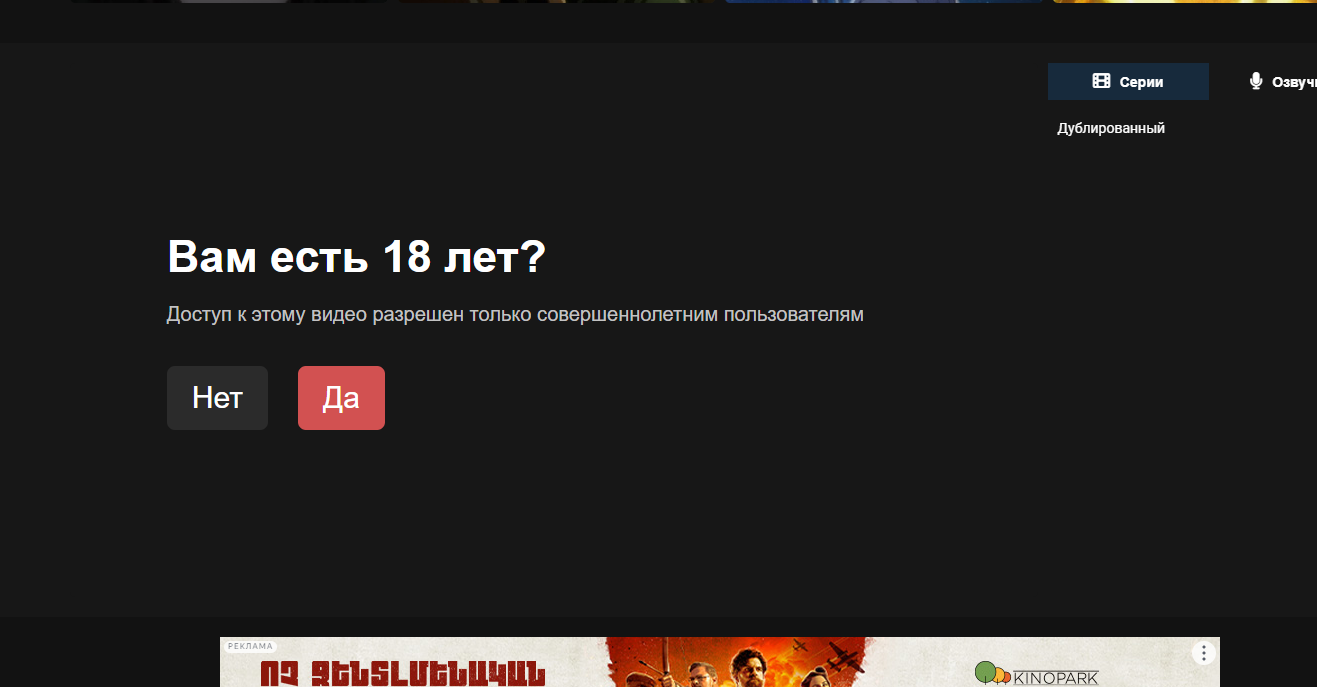 Серии
Дублированный
Вам есть 18 лет?
Доступ к этому видео разрешен только совершеннолетним пользователям
Нет
Да
РЕКЛАМА
ՈՉ ՋԵՆՏԼՄԵՆԱԿԱՆ
KINOPARK